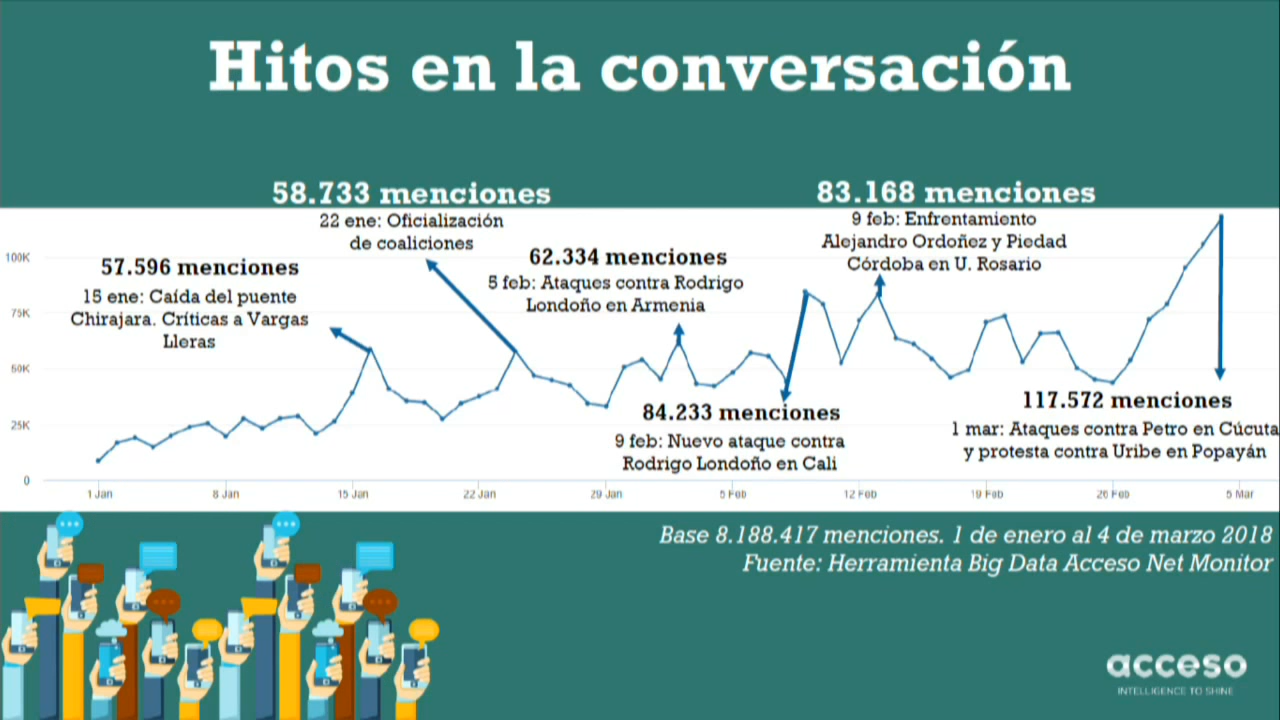 Hitos en la conversación
58.733 menciones
22 ene: Oficialización
de coaliciones
83.168 menciones
9 feb: Enfrentamiento
Alejandro Ordoñez y Piedad
Córdoba en U. Rosario
57.596 menciones
15 ene: Caída del puente
Chirajara. Críticas a Vargas
Lleras
62.334 menciones
5 feb: Ataques contra Rodrigo
Londoño en Armenia
84.233 menciones
9 feb: Nuevo ataque contra
Rodrigo Londoño en Cali
117.572 menciones
1 mar: Ataques contra Petro en Cúcuta
y protesta contra Uribe en Popayán
100K
75K
50K
25K
0
1 Jan 8 Jan 15 Jan 22 Jan 29 Jan 5 Feb 12 Feb 19 Feb 26 Feb 5 Mar
Base 8.188.417 menciones. 1 de enero al 4 de marzo 2018
Fuente: Herramienta Big Data Acceso Net Monitor
acceso
INTELLIGENCE TO SHINE